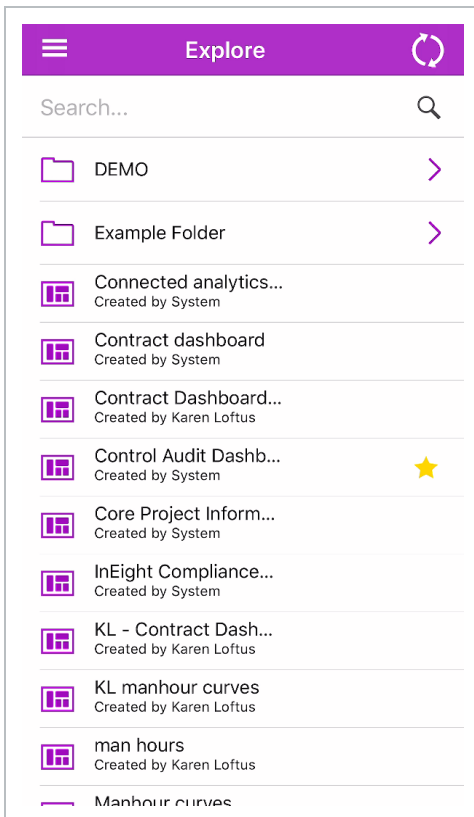 Explore
Search...
DEMO
Example Folder
Connected analytics...
Created by System
Contract dashboard
Created by System
Contract Dashboard...
Created by Karen Loftus
Control Audit Dashb...
Created by System
Core Project Inform...
Created by System
InEight Compliance...
Created by System
KL - Contract Dash...
Created by Karen Loftus
KL manhour curves
Created by Karen Loftus
man hours
Created by Karen Loftus
Manhour curves